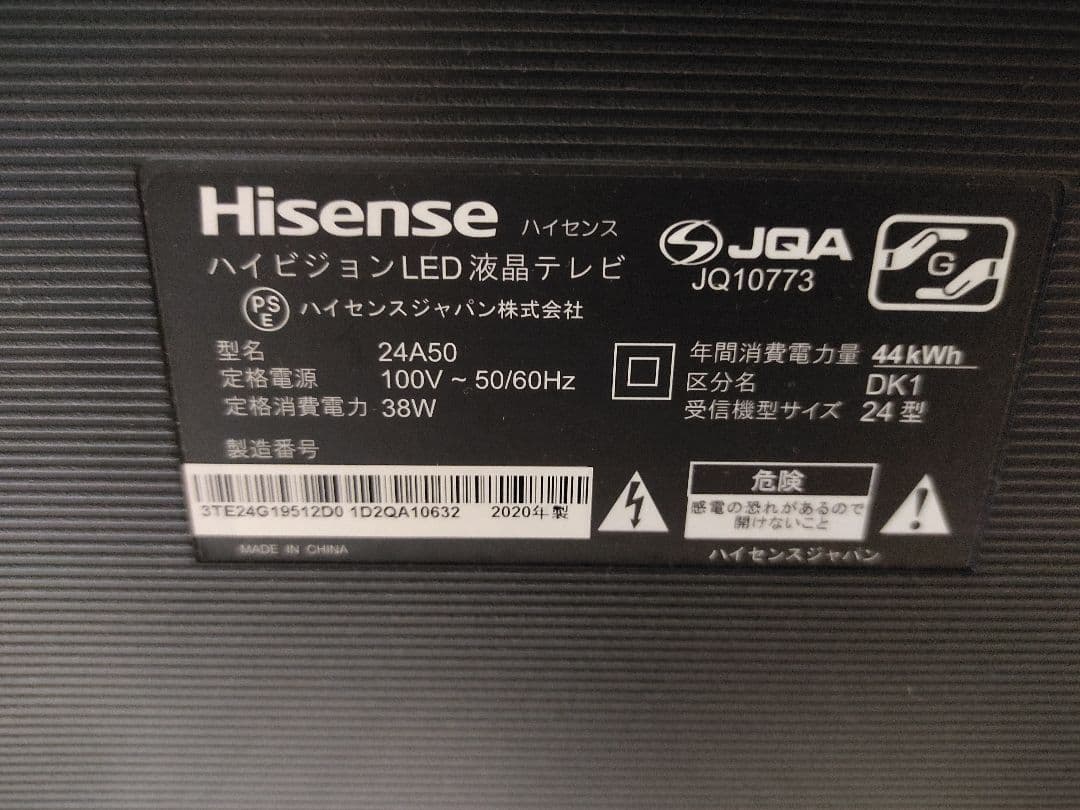 Hisense ハイセンス
ハイビジョンLED液晶テレビ
PSE ハイセンスジャパン株式会社
JQA
JQ10773
G
型名 24A50
定格電源 100V ~ 50/60Hz
定格消費電力 38W
年間消費電力量 44kWh
区分名 DK1
受信機型サイズ 24型
製造番号
3TE24G19512D0 1D2QA10632 2020年製
MADE IN CHINA
危険
感電の恐れがあるので
開けないこと
ハイセンスジャパン